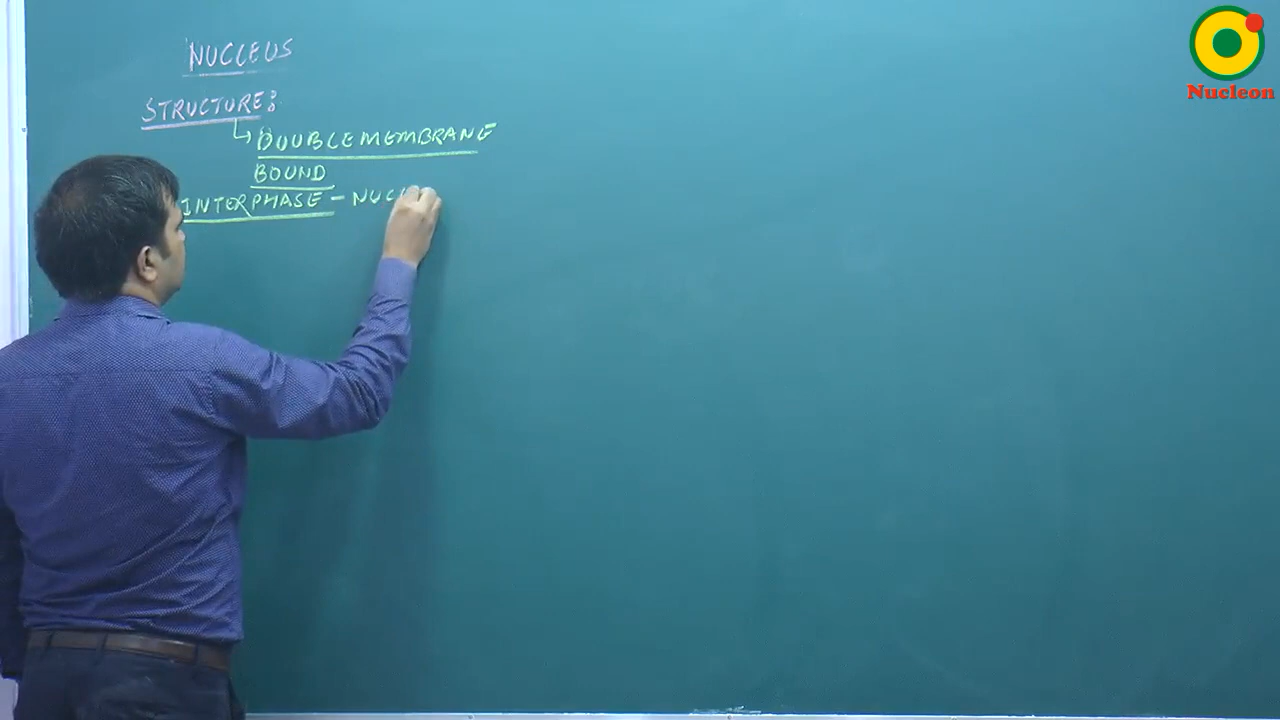 NUCLEUS
STRUCTURE:
DOUBLE MEMBRANE
BOUND
INTERPHASE - NUC
Nucleon